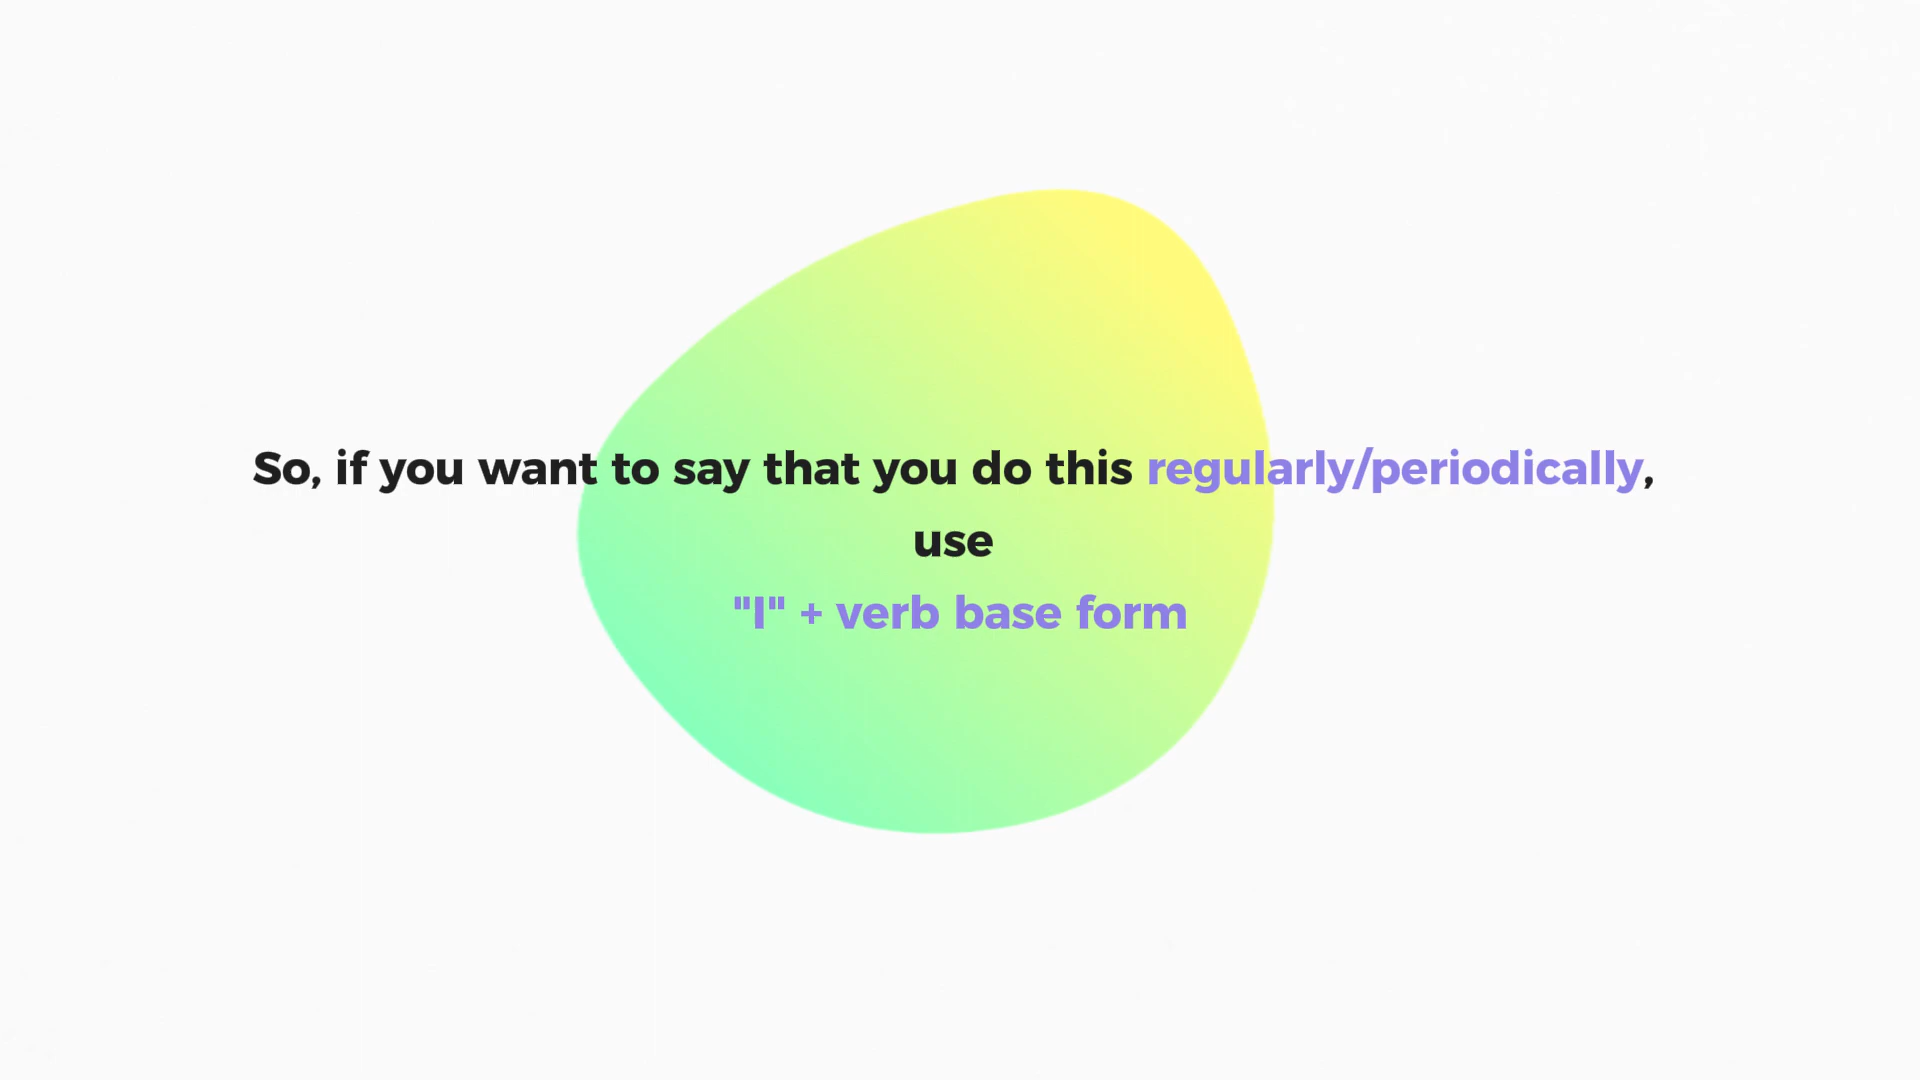 So, if you want to say that you do this regularly/periodically,
use
"I" + verb base form